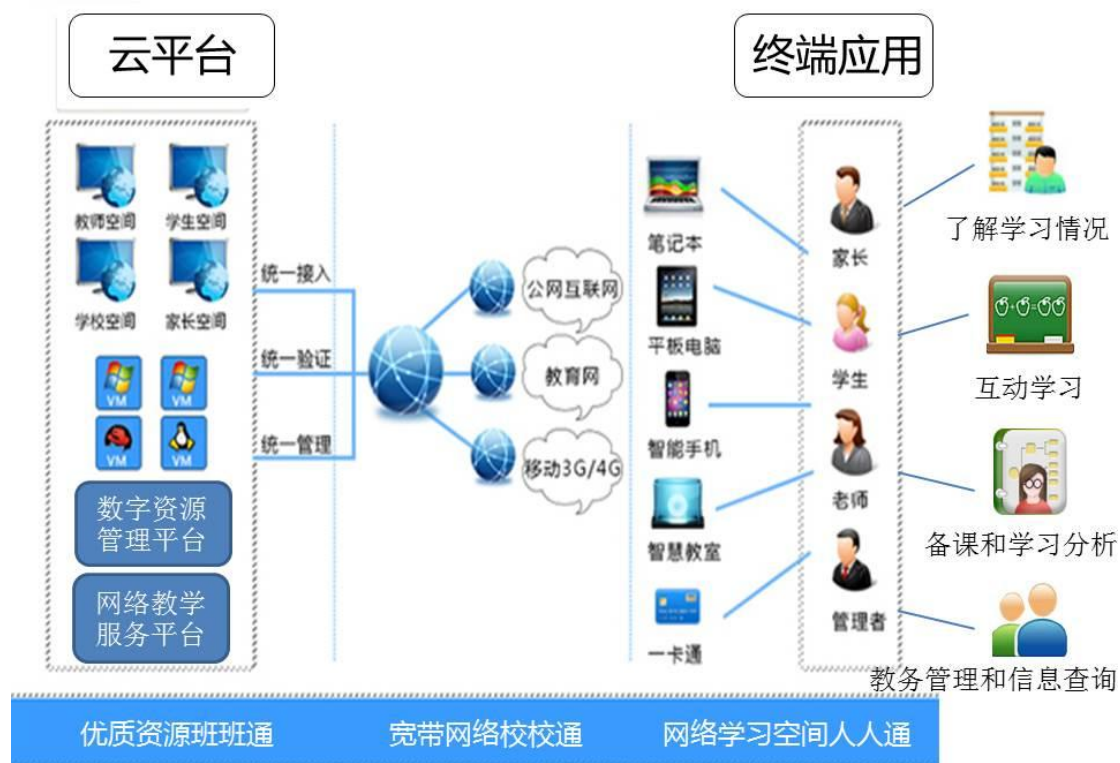 云平台
终端应用
教师空间
学生空间
学校空间
家长空间
VM
VM
VM
VM
数字资源
管理平台
网络教学
服务平台
统一接入
统一验证
统一管理
公网互联网
教育网
移动3G/4G
笔记本
平板电脑
智能手机
智慧教室
一卡通
家长
学生
老师
管理者
了解学习情况
互动学习
备课和学习分析
教务管理和信息查询
优质资源班班通
宽带网络校校通
网络学习空间人人通